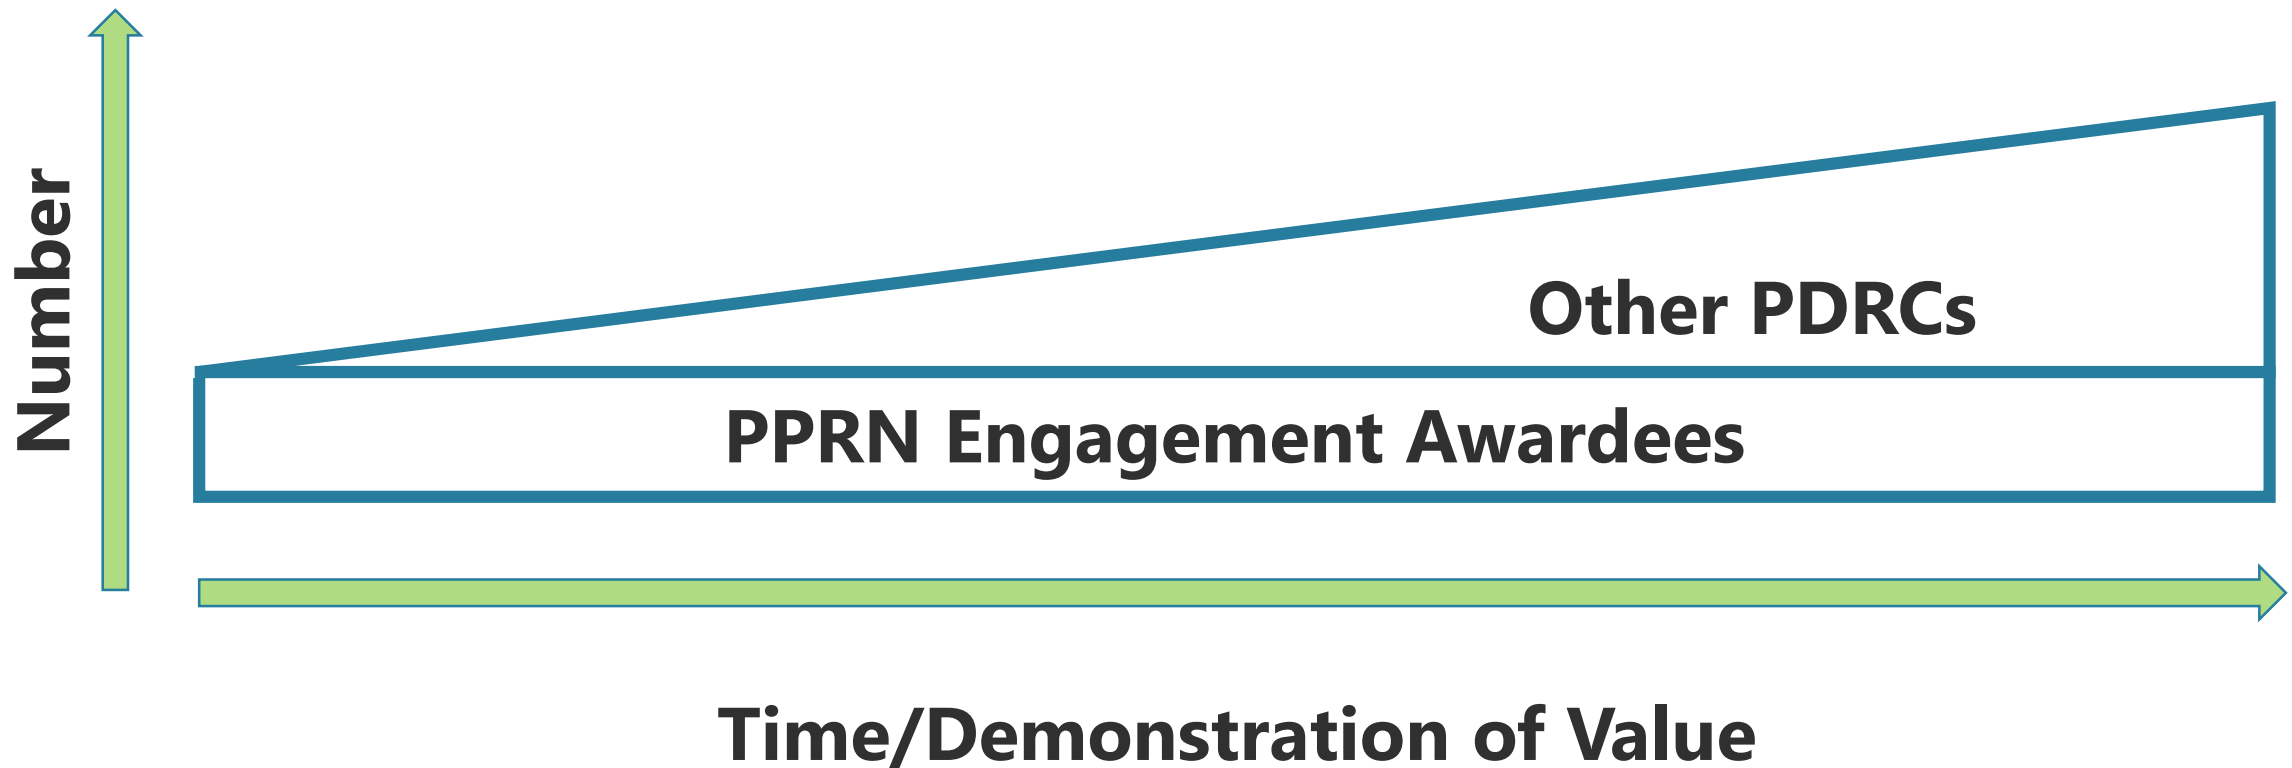 Number
Other PDRCs
PPRN Engagement Awardees
Time/Demonstration of Value